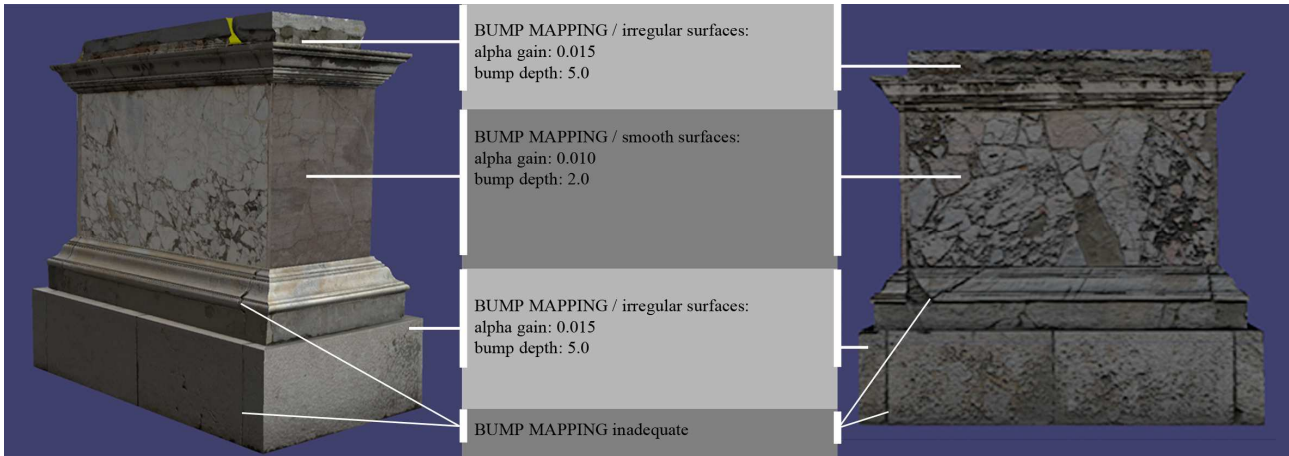 BUMP MAPPING / irregular surfaces:
alpha gain: 0.015
bump depth: 5.0
BUMP MAPPING / smooth surfaces:
alpha gain: 0.010
bump depth: 2.0
BUMP MAPPING / irregular surfaces:
alpha gain: 0.015
bump depth: 5.0
BUMP MAPPING inadequate